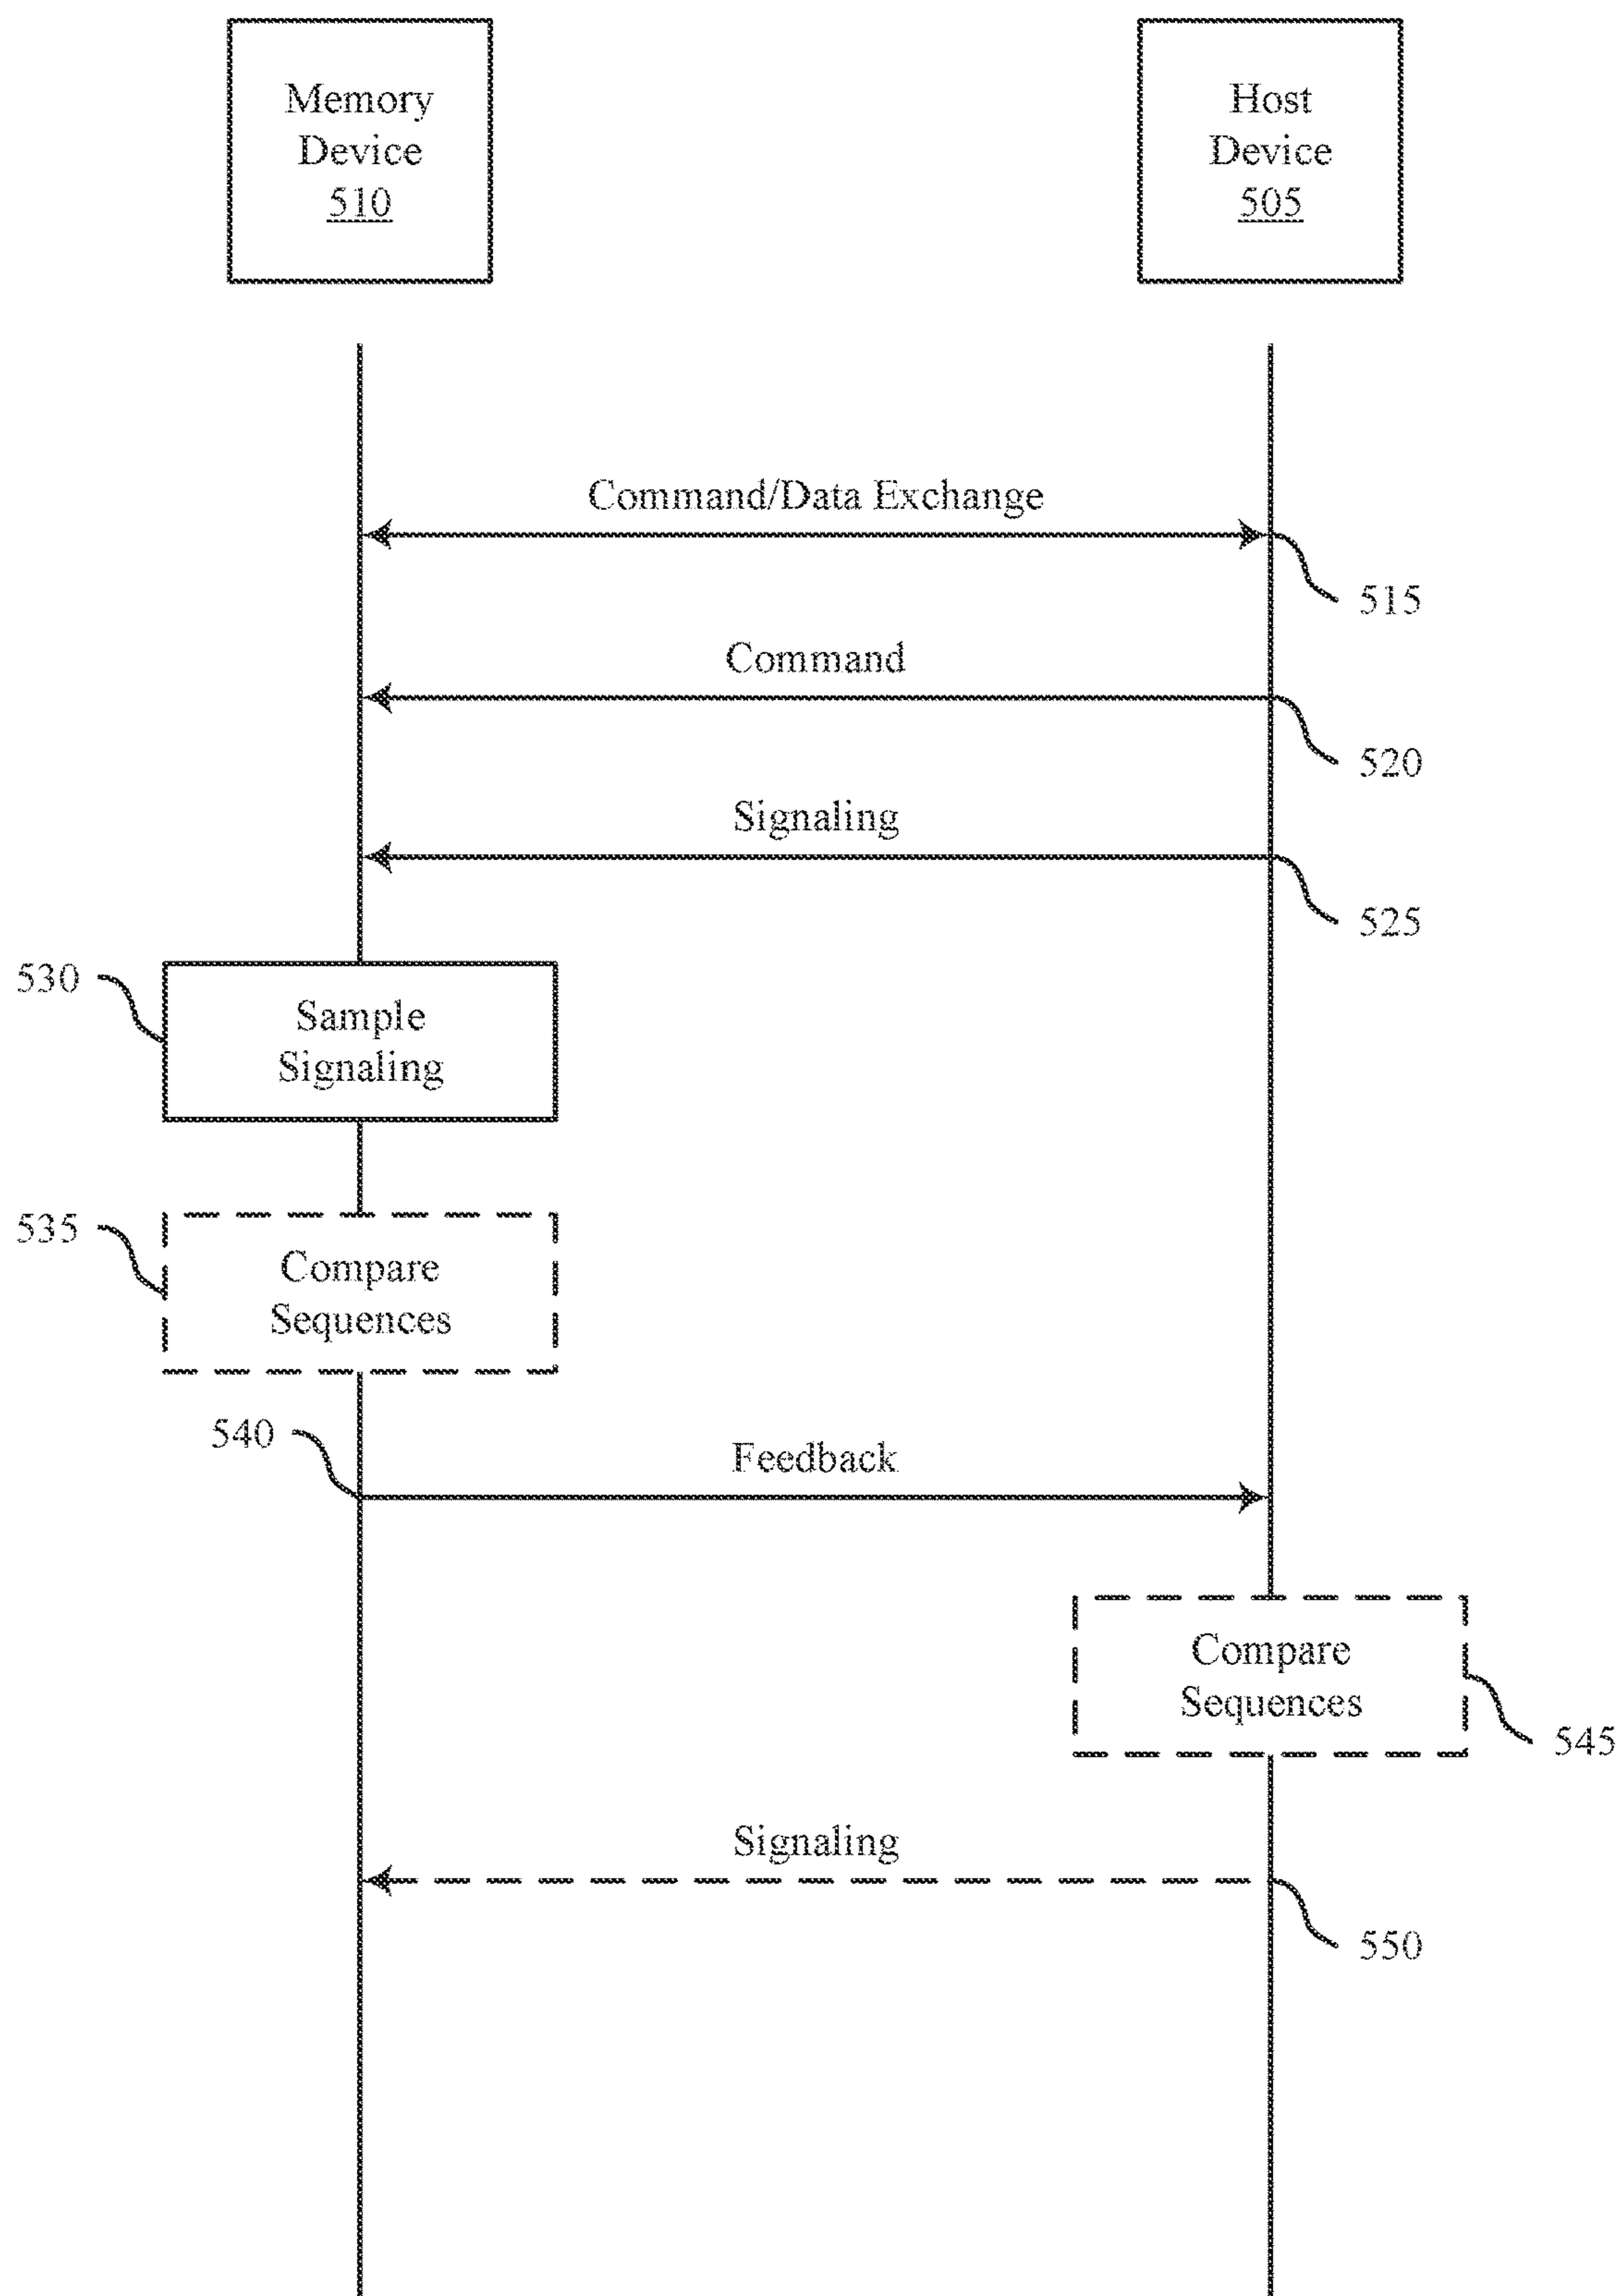 Memory
Device
510
Host
Device
505
Command/Data Exchange
515
Command
520
Signaling
525
530
Sample
Signaling
535
Compare
Sequences
540
Feedback
Compare
Sequences
545
Signaling
550